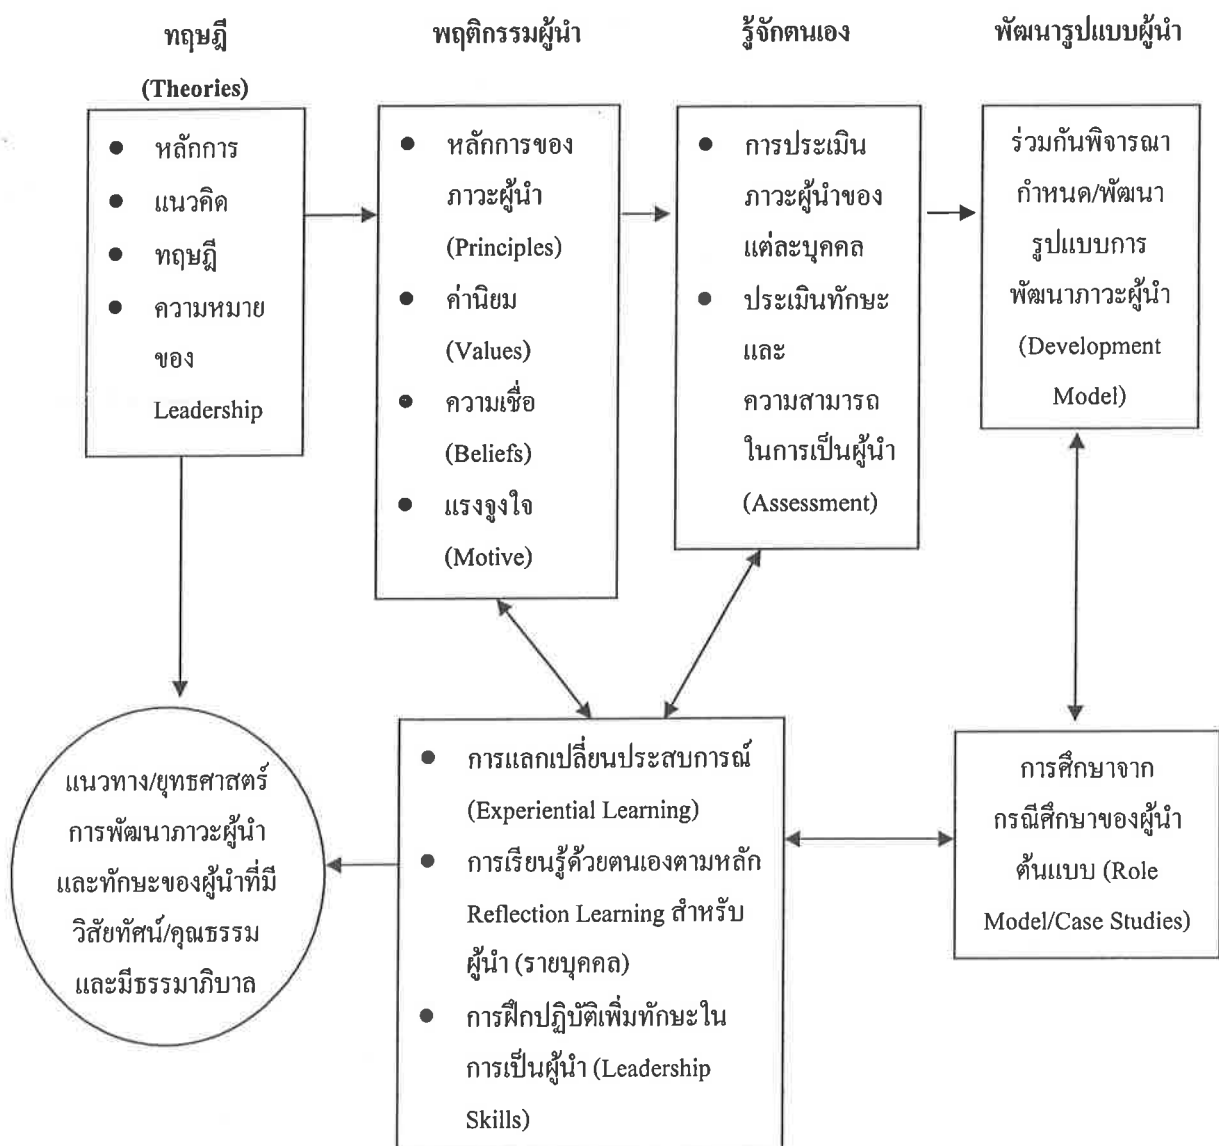 ทฤษฎี
(Theories)
พฤติกรรมผู้นำ
รู้จักตนเอง
พัฒนารูปแบบผู้นำ
● หลักการ
● แนวคิด
● ทฤษฎี
● ความหมาย
ของ
Leadership
● หลักการของ
ภาวะผู้นำ
(Principles)
● ค่านิยม
(Values)
● ความเชื่อ
(Beliefs)
● แรงจูงใจ
(Motive)
● การประเมิน
ภาวะผู้นำของ
แต่ละบุคคล
● ประเมินทักษะ
และ
ความสามารถ
ในการเป็นผู้นำ
(Assessment)
ร่วมกันพิจารณา
กำหนด/พัฒนา
รูปแบบการ
พัฒนาภาวะผู้นำ
(Development
Model)
แนวทาง/ยุทธศาสตร์
การพัฒนาภาวะผู้นำ
และทักษะของผู้นำที่มี
วิสัยทัศน์/คุณธรรม
และมีธรรมาภิบาล
● การแลกเปลี่ยนประสบการณ์
(Experiential Learning)
● การเรียนรู้ด้วยตนเองตามหลัก
Reflection Learning สำหรับ
ผู้นำ (รายบุคคล)
● การฝึกปฏิบัติเพิ่มทักษะใน
การเป็นผู้นำ (Leadership
Skills)
การศึกษาจาก
กรณีศึกษาของผู้นำ
ต้นแบบ (Role
Model/Case Studies)